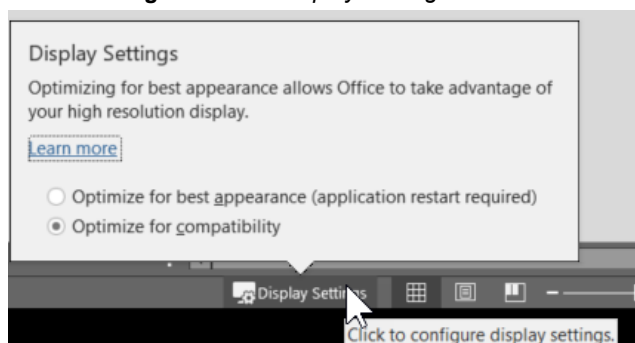 Display Settings
Optimizing for best appearance allows Office to take advantage of
your high resolution display.
Learn more
Optimize for best appearance (application restart required)
Optimize for compatibility
Display Settings
Click to configure display settings.